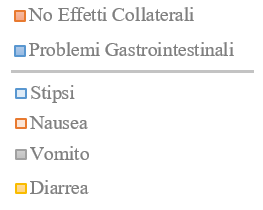 No Effetti Collaterali
Problemi Gastrointestinali
Stipsi
Nausea
Vomito
Diarrea